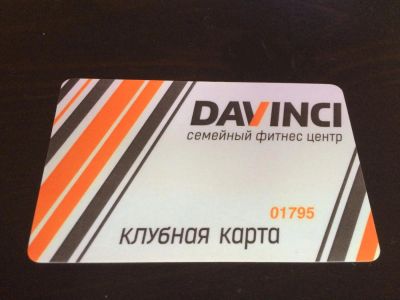 DAVINCI
семейный фитнес центр
01795
клубная карта